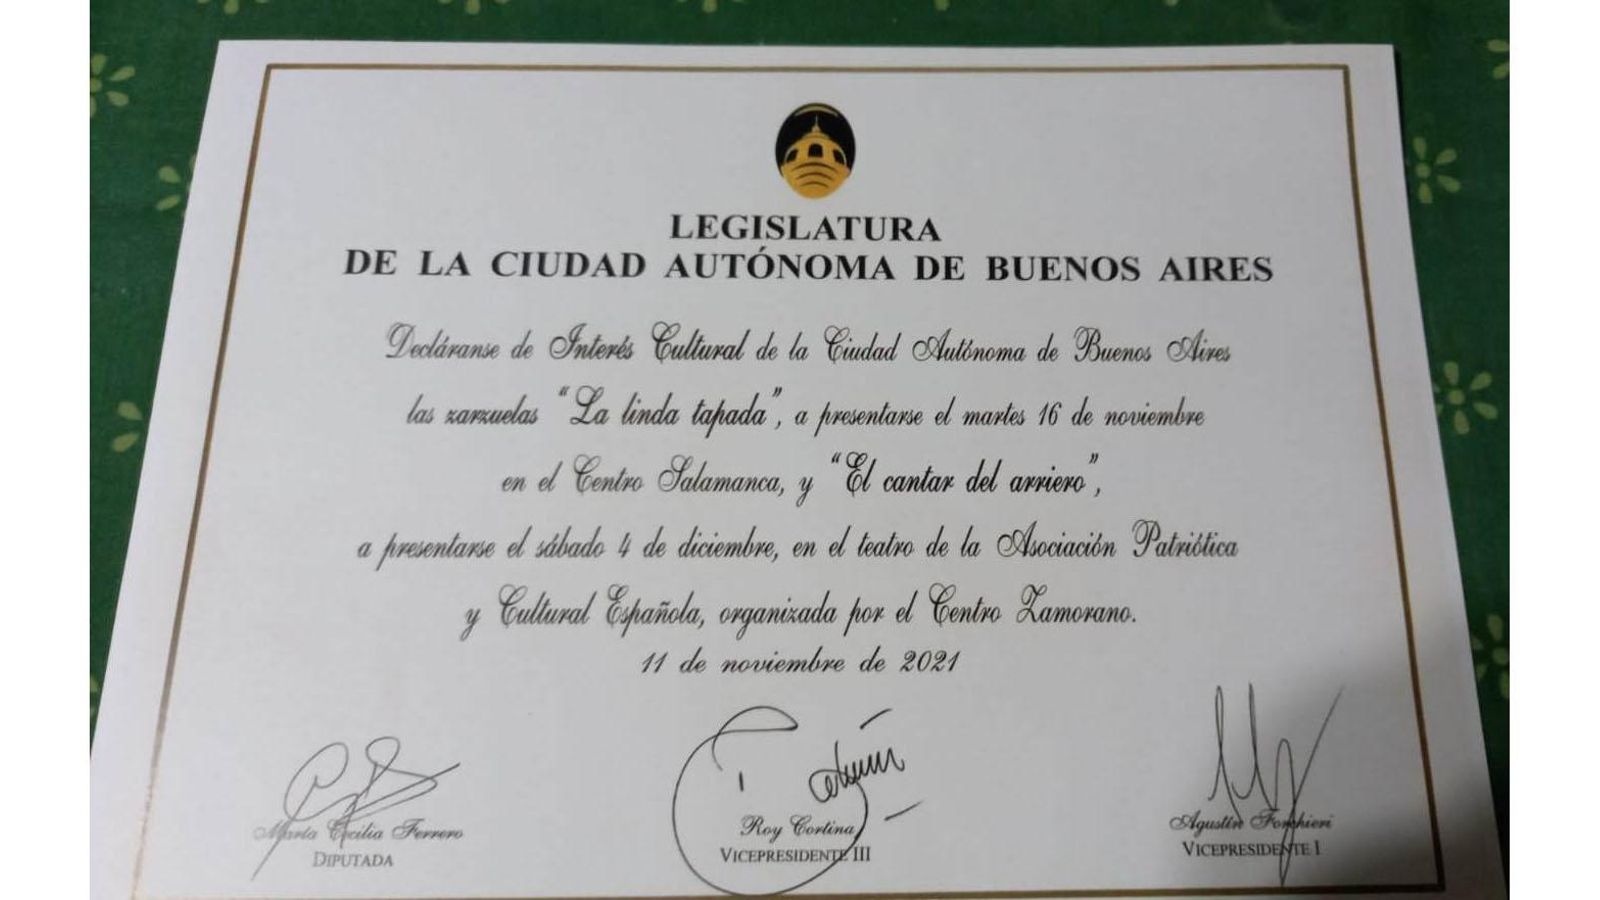 LEGISLATURA
DE LA CIUDAD AUTÓNOMA DE BUENOS AIRES
Decláranse de Interés Cultural de la Ciudad Autónoma de Buenos Aires
las zarzuelas “La linda tapada”, a presentarse el martes 16 de noviembre
en el Centro Salamanca, y “El cantar del arriero”,
a presentarse el sábado 4 de diciembre, en el teatro de la Asociación Patriótica
y Cultural Española, organizada por el Centro Zamorano.
11 de noviembre de 2021
María Cecilia Ferrero
DIPUTADA
Roy Cortina
VICEPRESIDENTE III
Agustín Forchieri
VICEPRESIDENTE I